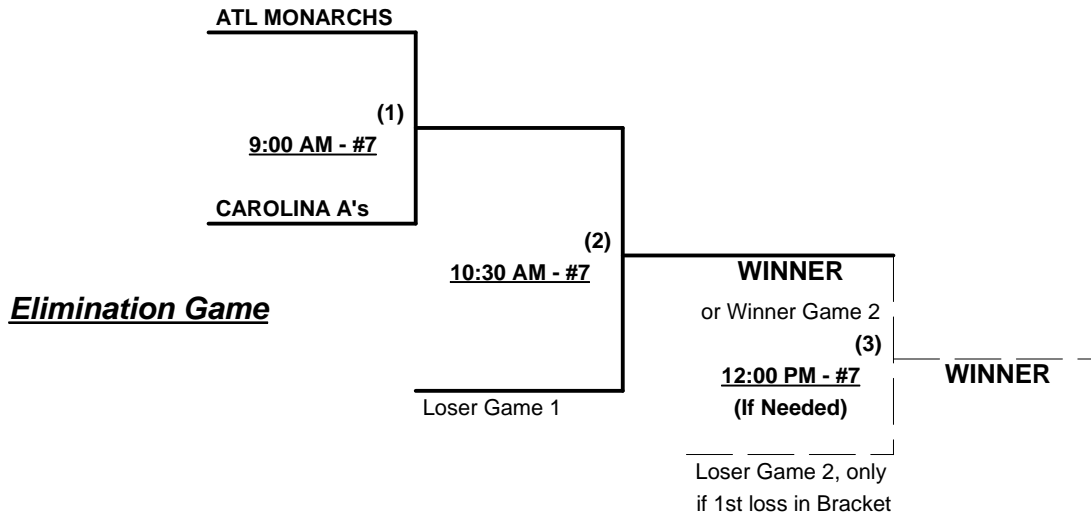 ATL MONARCHS
(1)
9:00 AM - #7
CAROLINA A's
(2)
10:30 AM - #7
WINNER
Elimination Game
or Winner Game 2
(3)
12:00 PM - #7
WINNER
(If Needed)
Loser Game 1
Loser Game 2, only
if 1st loss in Bracket